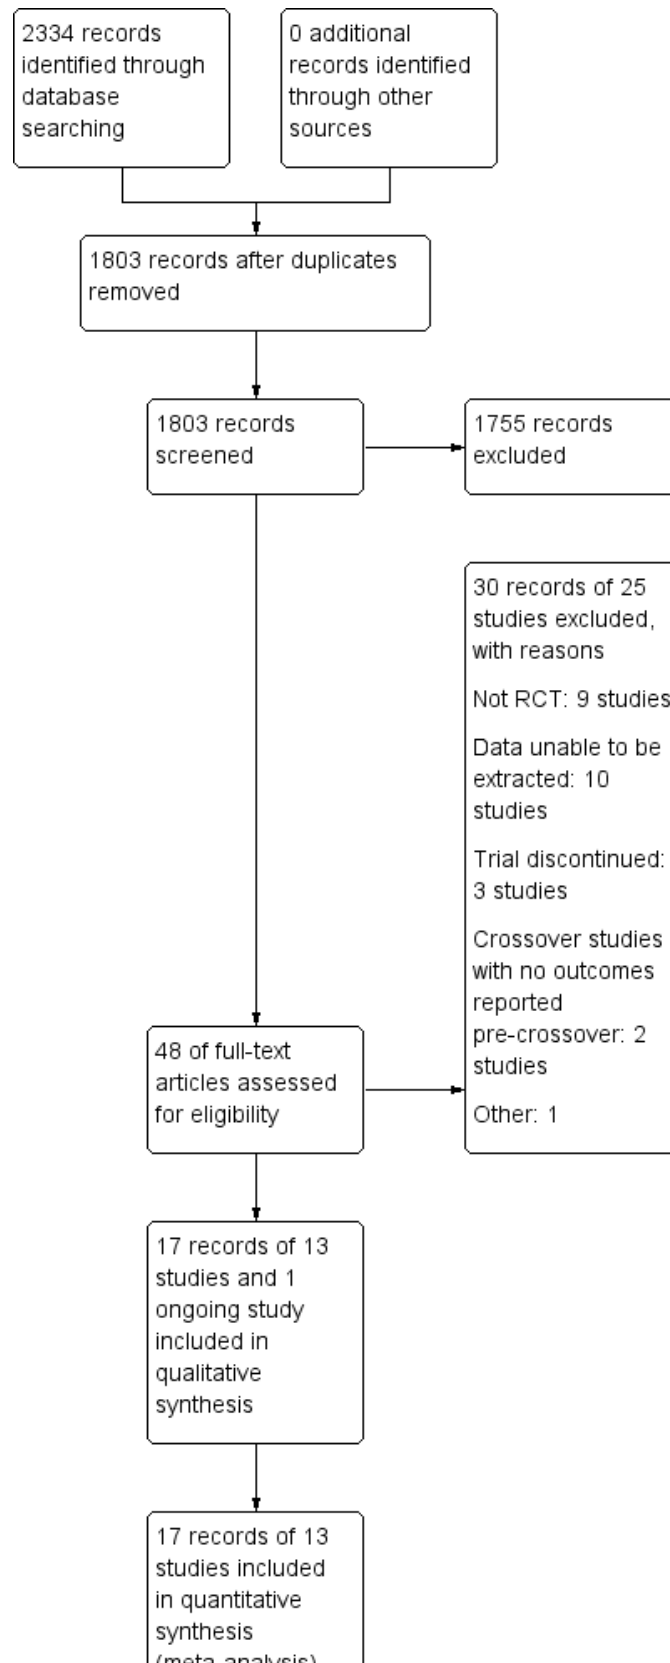 2334 records
identified through
database
searching
0 additional
records identified
through other
sources
1803 records after duplicates
removed
1803 records
screened
1755 records
excluded
30 records of 25
studies excluded,
with reasons
Not RCT: 9 studies
Data unable to be
extracted: 10
studies
Trial discontinued:
3 studies
Crossover studies
with no outcomes
reported
pre-crossover: 2
studies
Other: 1
48 of full-text
articles assessed
for eligibility
17 records of 13
studies and 1
ongoing study
included in
qualitative
synthesis
17 records of 13
studies included
in quantitative
synthesis
(meta-analysis)